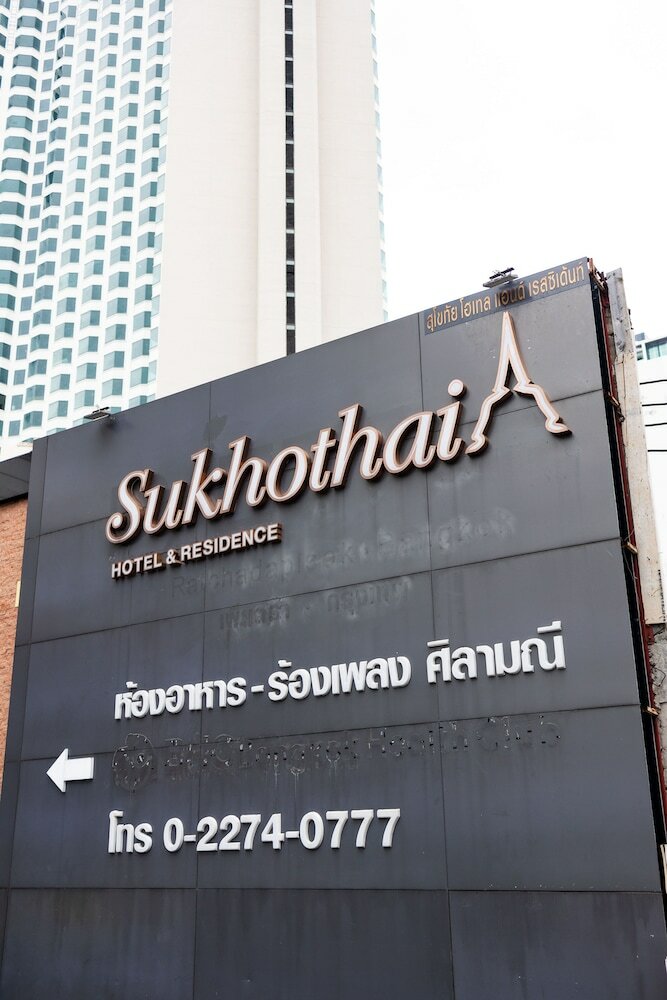 สุโขทัย โฮเทล แอนด์ เรสซิเด้นท์
Sukhothai
HOTEL & RESIDENCE
ห้องอาหาร - ร้องเพลง ศิลามณี
Health Club
โทร 0-2274-0777